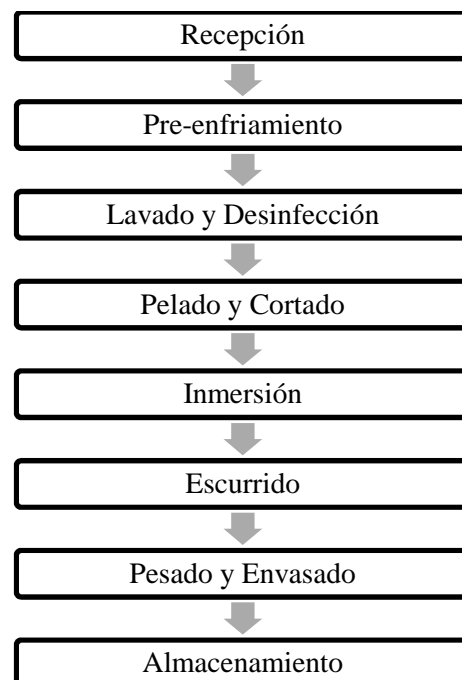 Recepción
Pre-enfriamiento
Lavado y Desinfección
Pelado y Cortado
Inmersión
Escurrido
Pesado y Envasado
Almacenamiento